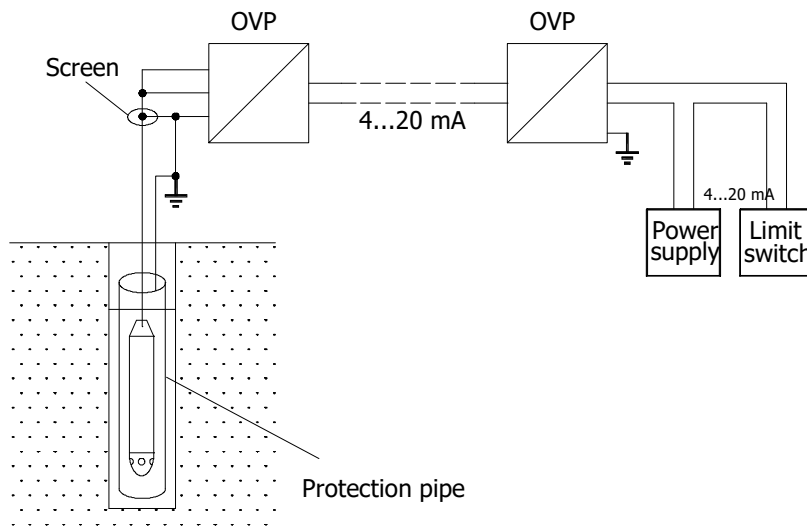 OVP
OVP
Screen
4...20 mA
4...20 mA
Power
supply
Limit
switch
Protection pipe